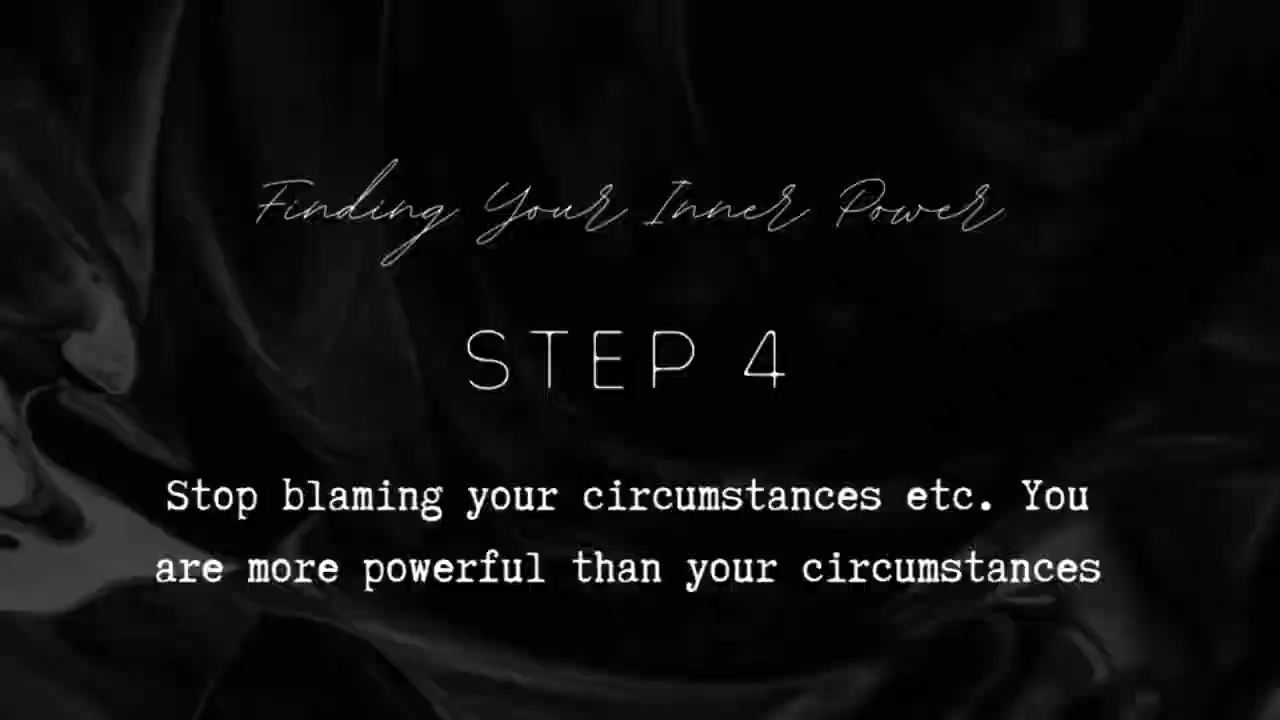 Finding Your Inner Power
STEP 4
Stop blaming your circumstances etc. You
are more powerful than your circumstances